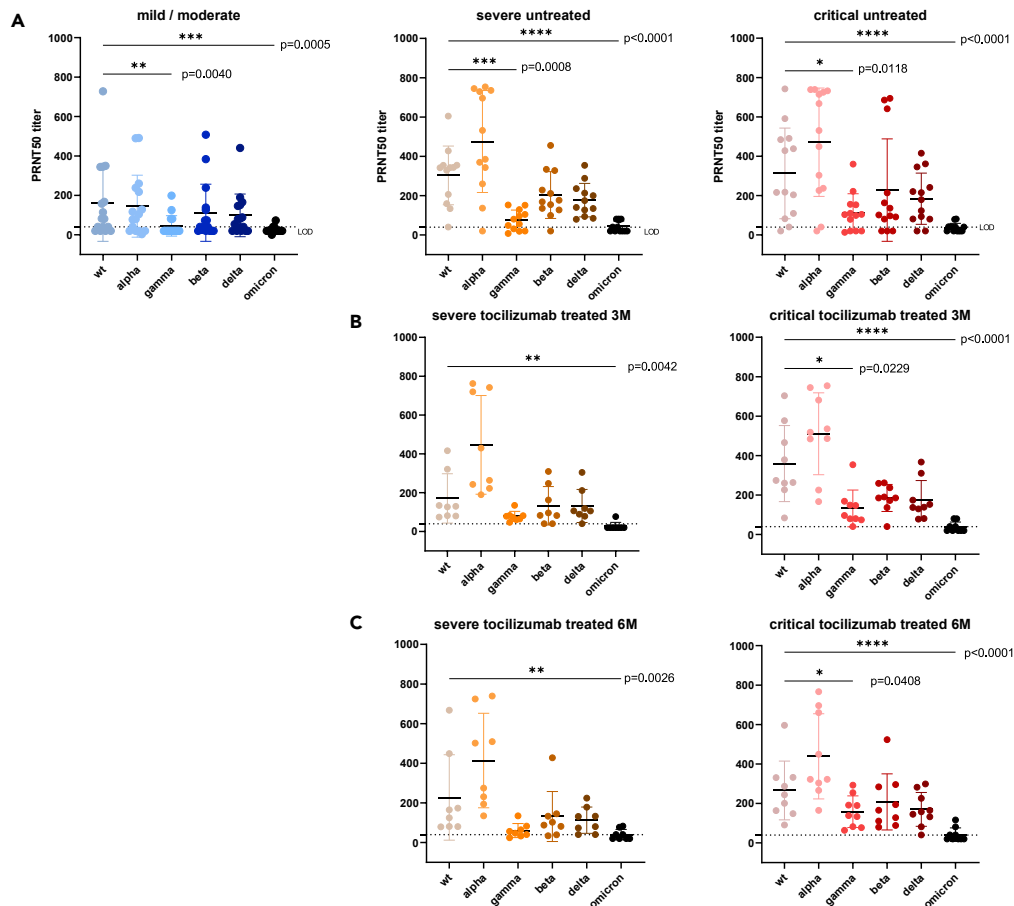 A
mild / moderate
PRNT50 titer
1000
800
600
400
200
0
***
p=0.0005
**
p=0.0040
LOD
wt
alpha
gamma
beta
delta
omicron
severe untreated
PRNT50 titer
1000
800
600
400
200
0
****
p<0.0001
***
p=0.0008
LOD
wt
alpha
gamma
beta
delta
omicron
critical untreated
PRNT50 titer
1000
800
600
400
200
0
****
p<0.0001
*
p=0.0118
LOD
wt
alpha
gamma
beta
delta
omicron
B
severe tocilizumab treated 3M
1000
800
600
400
200
0
**
p=0.0042
wt
alpha
gamma
beta
delta
omicron
critical tocilizumab treated 3M
1000
800
600
400
200
0
****
p<0.0001
*
p=0.0229
wt
alpha
gamma
beta
delta
omicron
C
severe tocilizumab treated 6M
1000
800
600
400
200
0
**
p=0.0026
wt
alpha
gamma
beta
delta
omicron
critical tocilizumab treated 6M
1000
800
600
400
200
0
****
p<0.0001
*
p=0.0408
wt
alpha
gamma
beta
delta
omicron